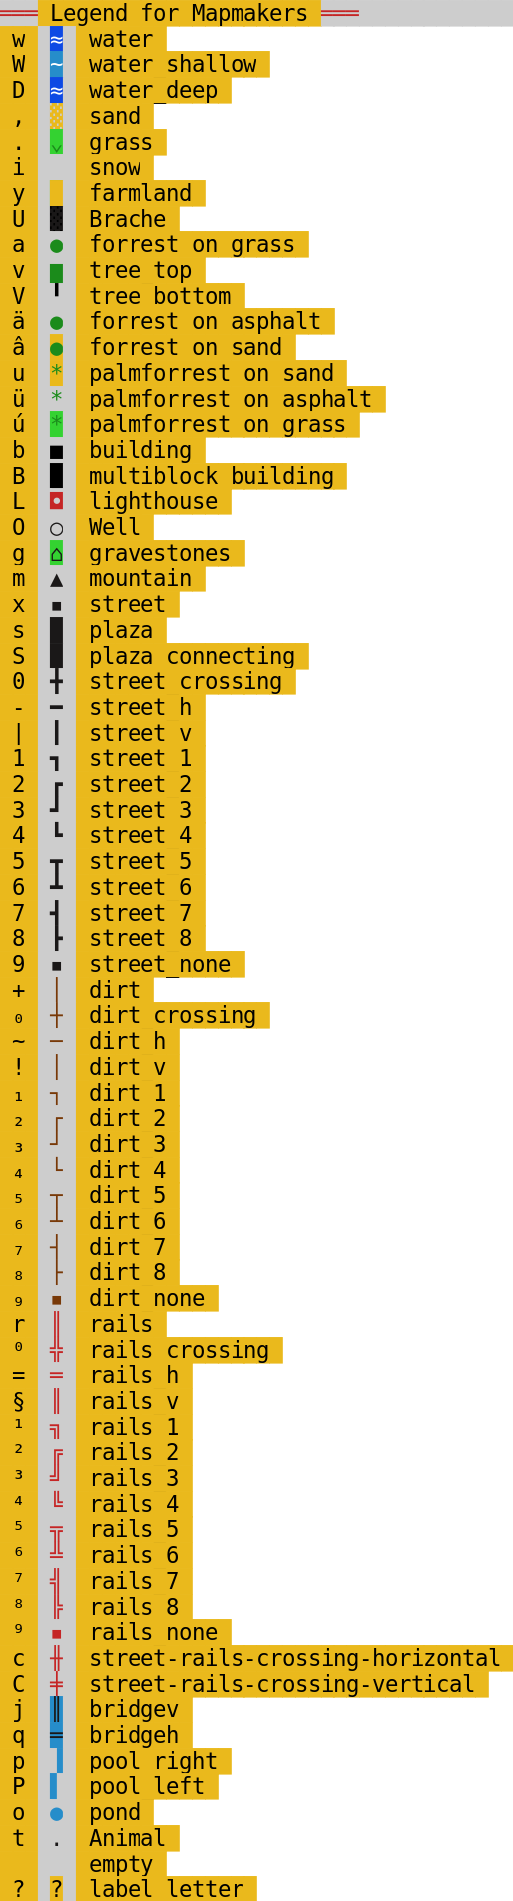 ═══ Legend for Mapmakers ═══
w ≈ water
W ~ water shallow
D ≈ water_deep
, ░ sand
. ⌄ grass
i snow
y farmland
U ▓ Brache
a ● forrest on grass
v ■ tree top
V ╹ tree bottom
ä ● forrest on asphalt
â ● forrest on sand
u * palmforrest on sand
ü * palmforrest on asphalt
ú * palmforrest on grass
b ■ building
B █ multiblock building
L ◘ lighthouse
O ○ Well
g ⌂ gravestones
m ▲ mountain
x ▪ street
s █ plaza
S █ plaza connecting
0 ╋ street crossing
- ━ street h
| ┃ street v
1 ┓ street 1
2 ┏ street 2
3 ┛ street 3
4 ┗ street 4
5 ┳ street 5
6 ┻ street 6
7 ┫ street 7
8 ┣ street 8
9 ▪ street_none
+ │ dirt
₀ ┼ dirt crossing
~ ─ dirt h
! │ dirt v
₁ ┐ dirt 1
₂ ┌ dirt 2
₃ ┘ dirt 3
₄ └ dirt 4
₅ ┬ dirt 5
₆ ┴ dirt 6
₇ ┤ dirt 7
₈ ├ dirt 8
₉ ▪ dirt none
r ║ rails
⁰ ╬ rails crossing
= ═ rails h
§ ║ rails v
¹ ╗ rails 1
² ╔ rails 2
³ ╝ rails 3
⁴ ╚ rails 4
⁵ ╦ rails 5
⁶ ╩ rails 6
⁷ ╣ rails 7
⁸ ╠ rails 8
⁹ ▪ rails none
c ╫ street-rails-crossing-horizontal
C ╪ street-rails-crossing-vertical
j ║ bridgev
q ═ bridgeh
p ▐ pool right
P ▌ pool left
o ● pond
t . Animal
empty
? ? label letter